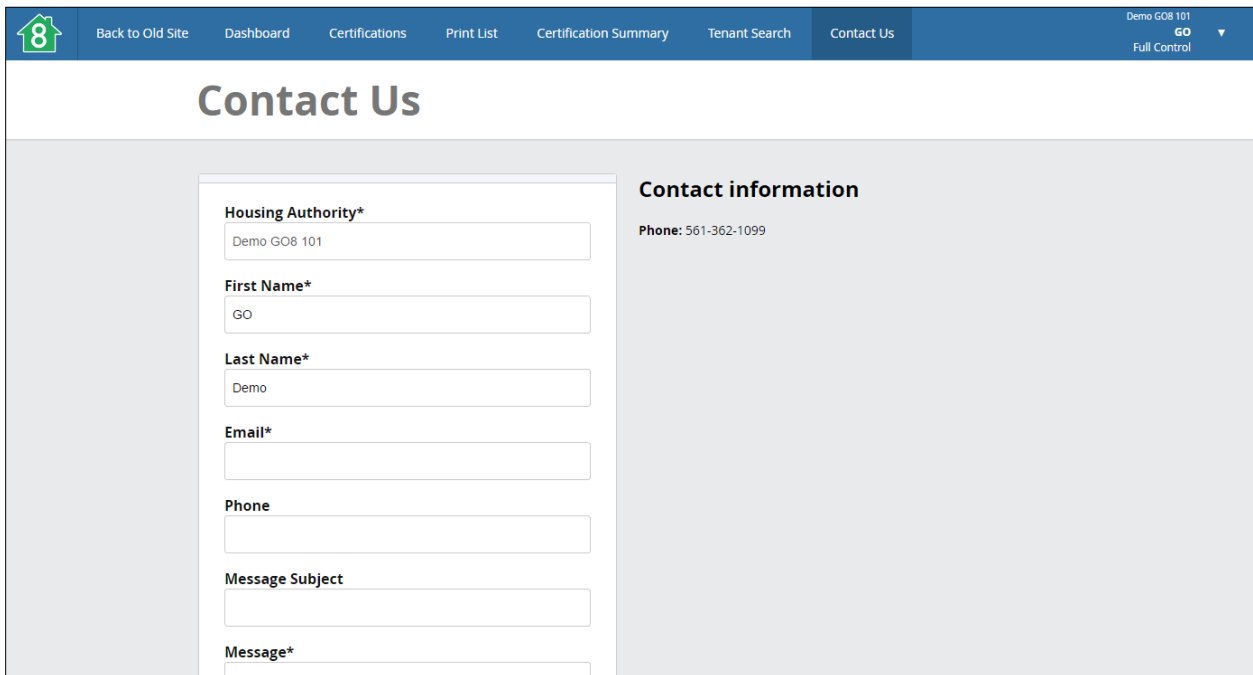 8
Back to Old Site
Dashboard
Certifications
Print List
Certification Summary
Tenant Search
Contact Us
Demo GO8 101
GO
Full Control
Contact Us
Housing Authority*
Demo GO8 101
First Name*
GO
Last Name*
Demo
Email*
Phone
Message Subject
Message*
Contact information
Phone: 561-362-1099